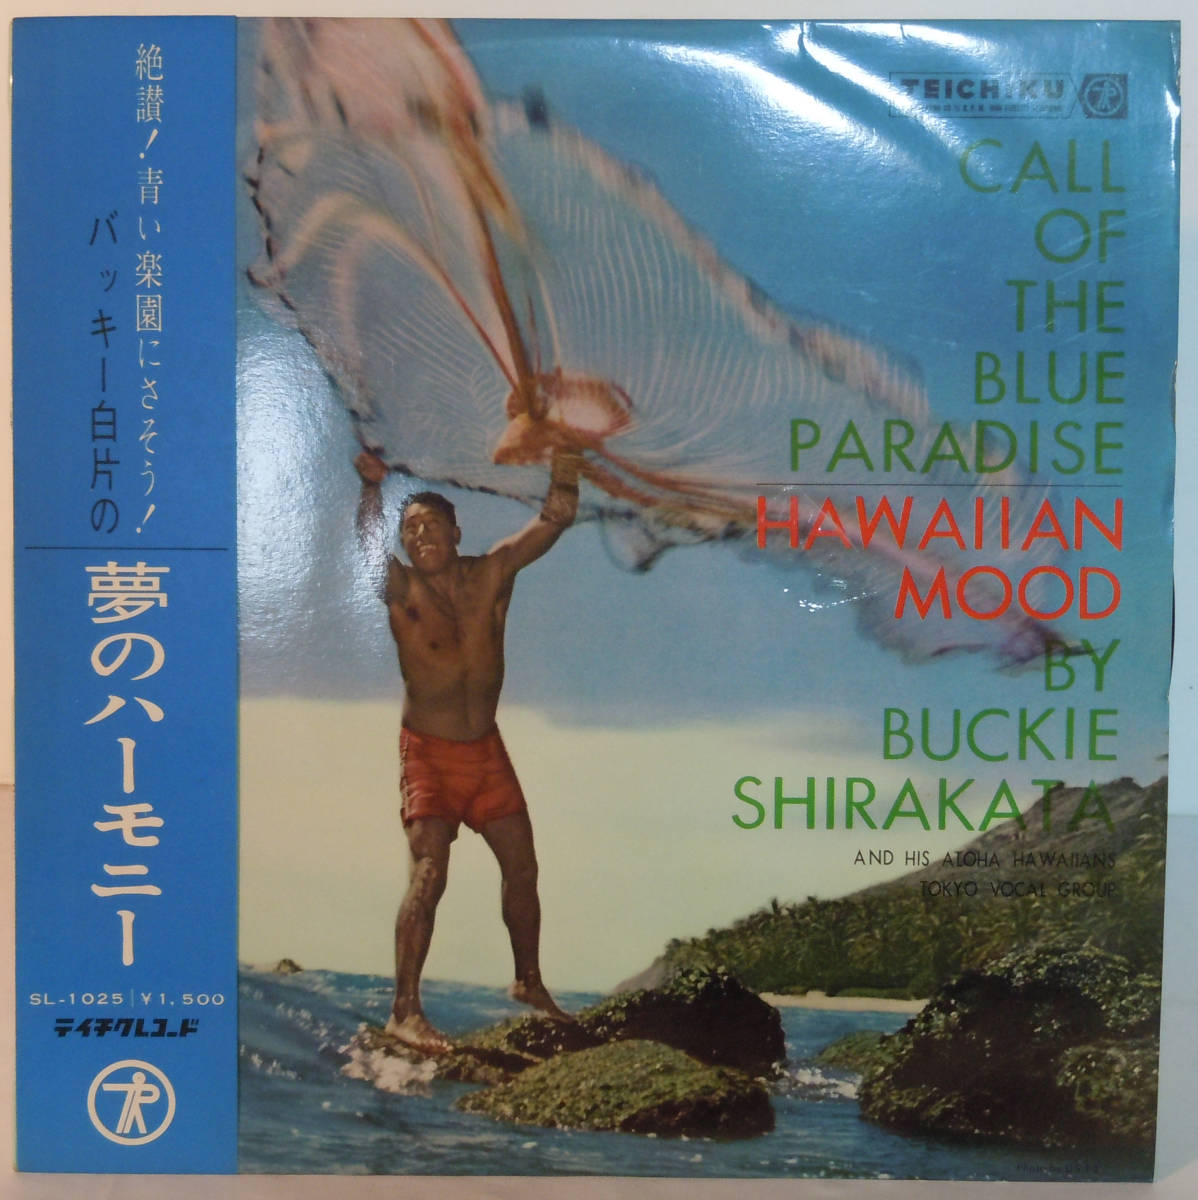 絶讃!青い楽園にさそう!
バッキー白片の
夢のハーモニー
SL-1025 ¥1,500
テイチクレコード
TEICHIKU
CALL
OF
THE
BLUE
PARADISE
HAWAIIAN
MOOD
BY
BUCKIE
SHIRAKATA
AND HIS ALOHA HAWAIIANS
TOKYO VOCAL GROUP